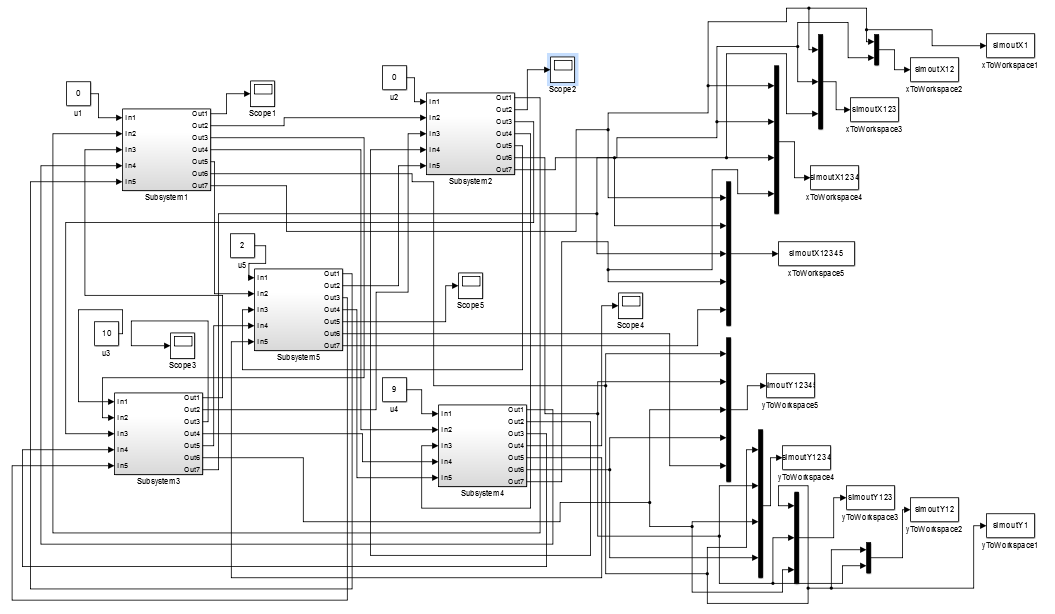 0
u1
In1
In2
In3
In4
In5
Out1
Out2
Out3
Out4
Out5
Out6
Out7
Subsystem1
Scope1
0
u2
In1
In2
In3
In4
In5
Out1
Out2
Out3
Out4
Out5
Out6
Out7
Subsystem2
Scope2
2
u5
In1
In2
In3
In4
In5
Out1
Out2
Out3
Out4
Out5
Out6
Out7
Subsystem5
Scope5
10
u3
Scope3
In1
In2
In3
In4
In5
Out1
Out2
Out3
Out4
Out5
Out6
Out7
Subsystem3
9
u4
Scope4
In1
In2
In3
In4
In5
Out1
Out2
Out3
Out4
Out5
Out6
Out7
Subsystem4
simoutX1
xToWorkspace1
simoutX12
xToWorkspace2
simoutX123
xToWorkspace3
simoutX1234
xToWorkspace4
simoutX12345
xToWorkspace5
imoutY1234
yToWorkspace5
simoutY1234
yToWorkspace4
simoutY123
yToWorkspace3
simoutY12
yToWorkspace2
simoutY1
yToWorkspace1